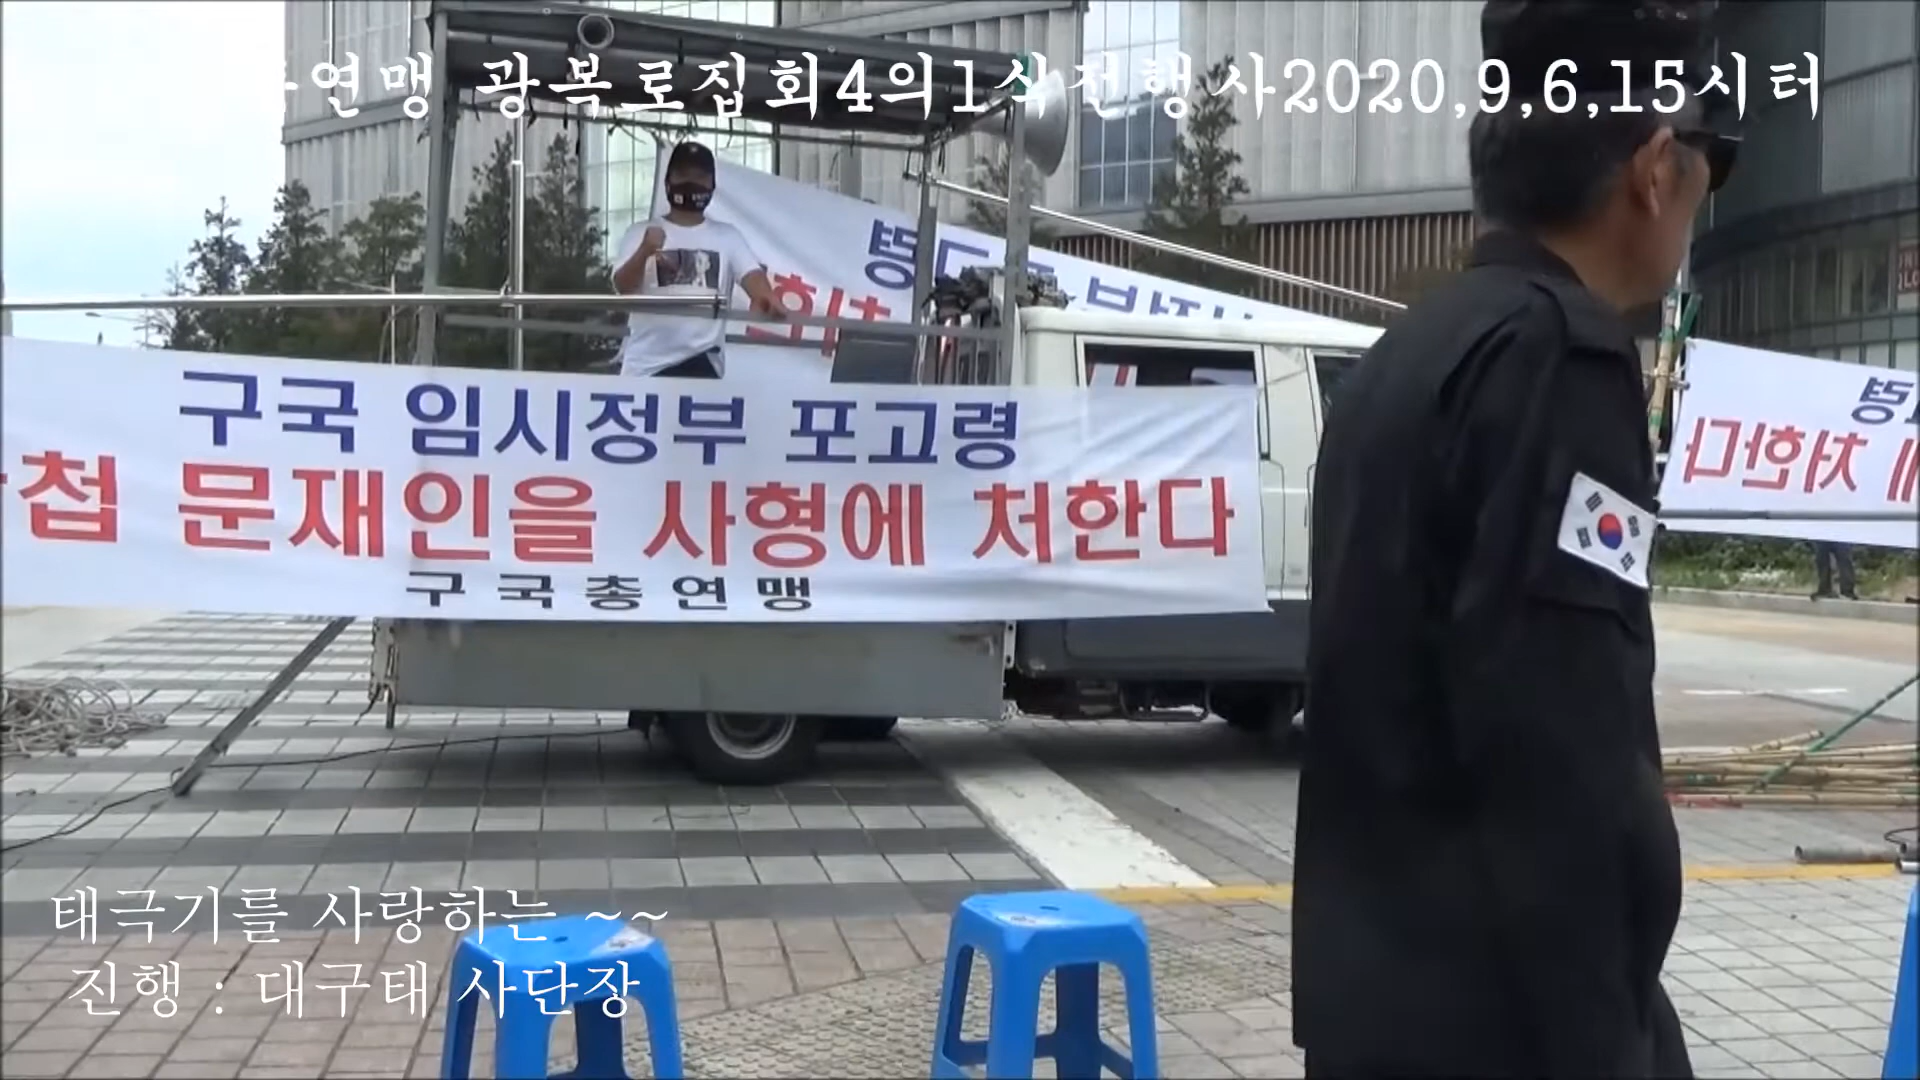 연맹 광복로집회4의1식전행사2020,9,6,15시터
구국 임시정부 포고령
간첩 문재인을 사형에 처한다
구국총연맹
태극기를 사랑하는 ~~
진행 : 대구태 사단장